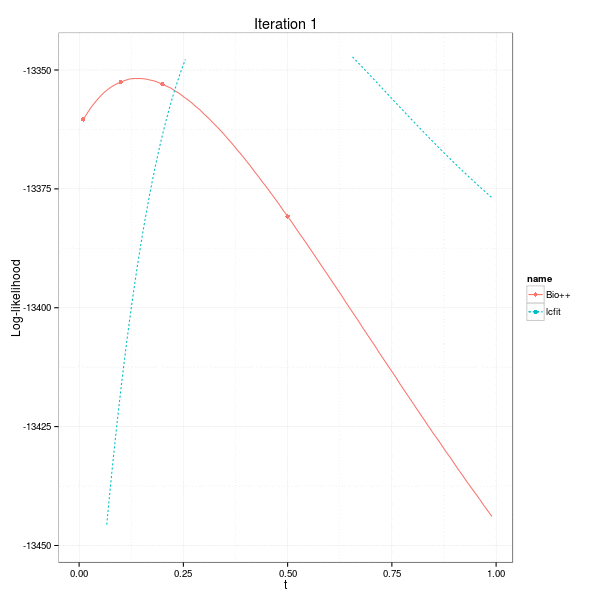 Iteration 1
Log-likelihood
-13350
-13375
-13400
-13425
-13450
0.00 0.25 0.50 0.75 1.00
t
name
Bio++
lcfit